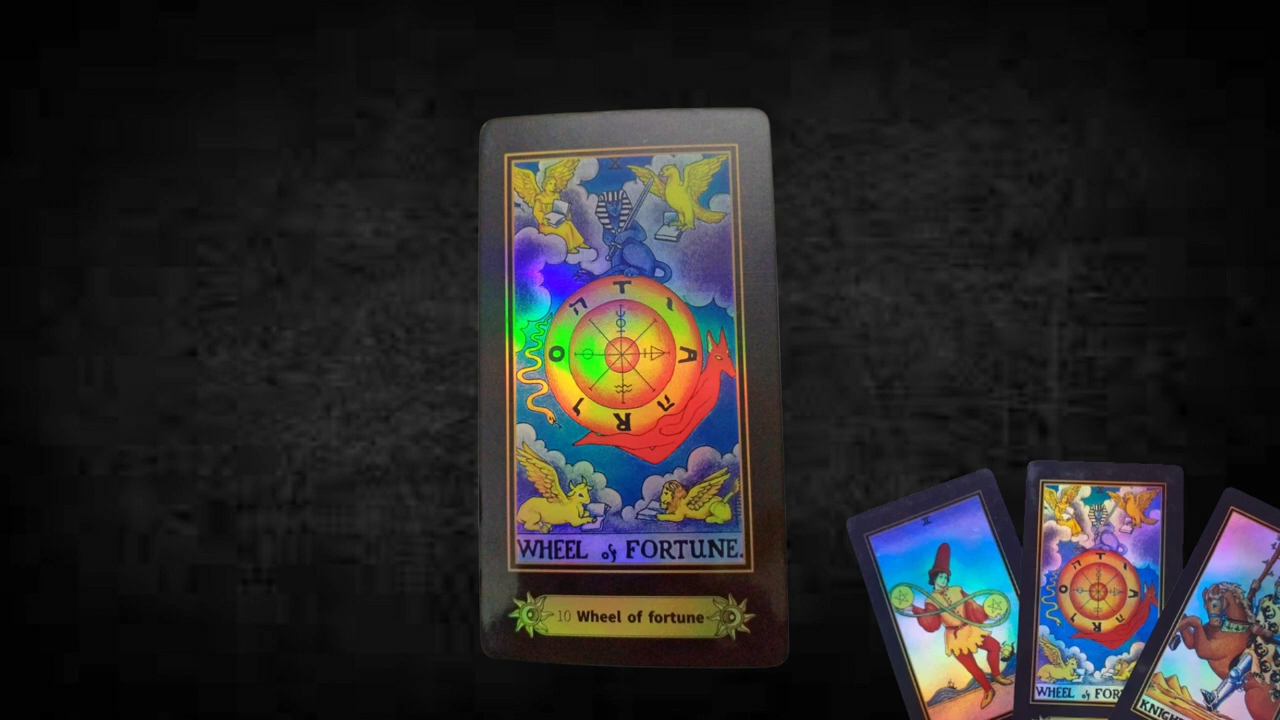 X
T
A
R
O
WHEEL of FORTUNE.
10 Wheel of fortune
T
A
R
O
WHEEL of FOR
KNIGH